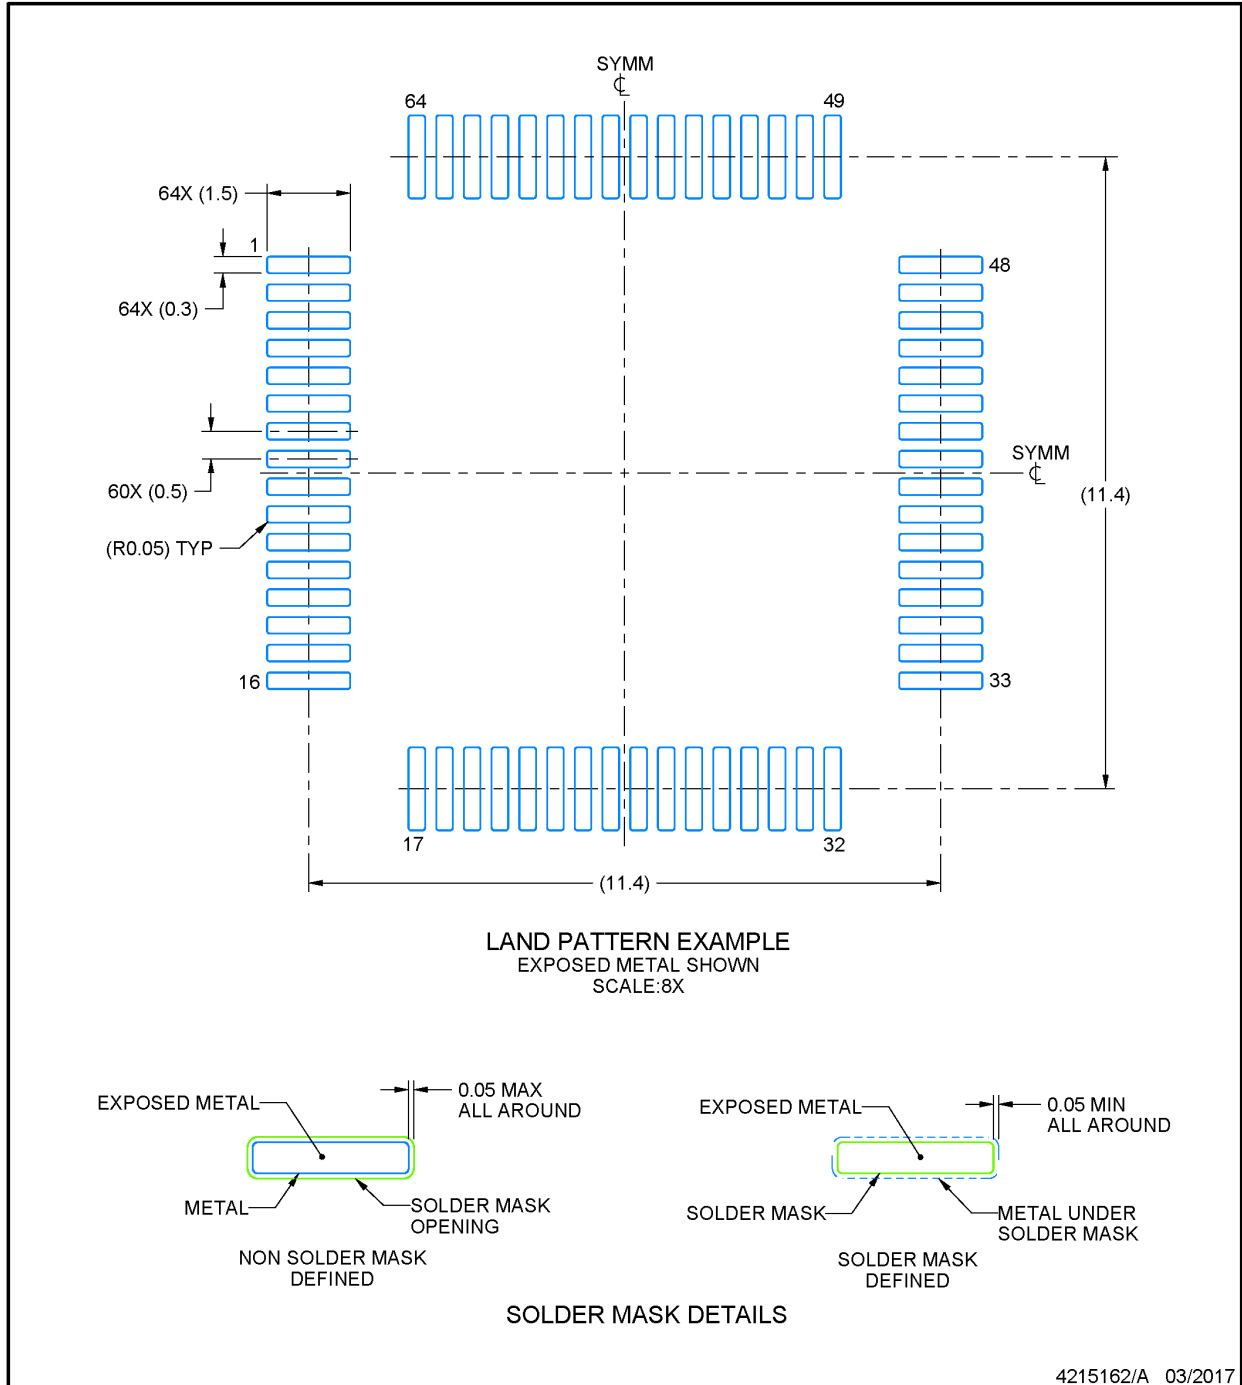 SYMM
℄
64
49
64X (1.5)
1
48
64X (0.3)
SYMM
℄
60X (0.5)
(11.4)
(R0.05) TYP
16
33
17
32
(11.4)
LAND PATTERN EXAMPLE
EXPOSED METAL SHOWN
SCALE:8X
EXPOSED METAL
0.05 MAX
ALL AROUND
METAL
SOLDER MASK
OPENING
NON SOLDER MASK
DEFINED
EXPOSED METAL
0.05 MIN
ALL AROUND
SOLDER MASK
METAL UNDER
SOLDER MASK
SOLDER MASK
DEFINED
SOLDER MASK DETAILS
4215162/A 03/2017